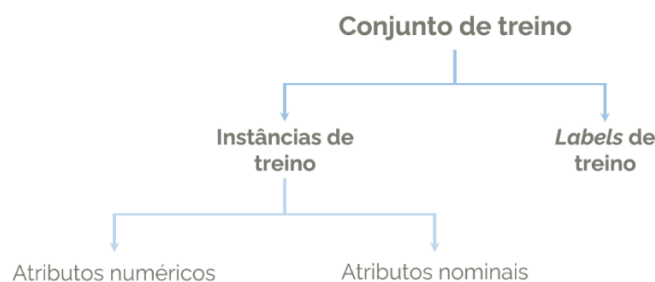 Conjunto de treino
Instâncias de
treino
Labels de
treino
Atributos numéricos
Atributos nominais